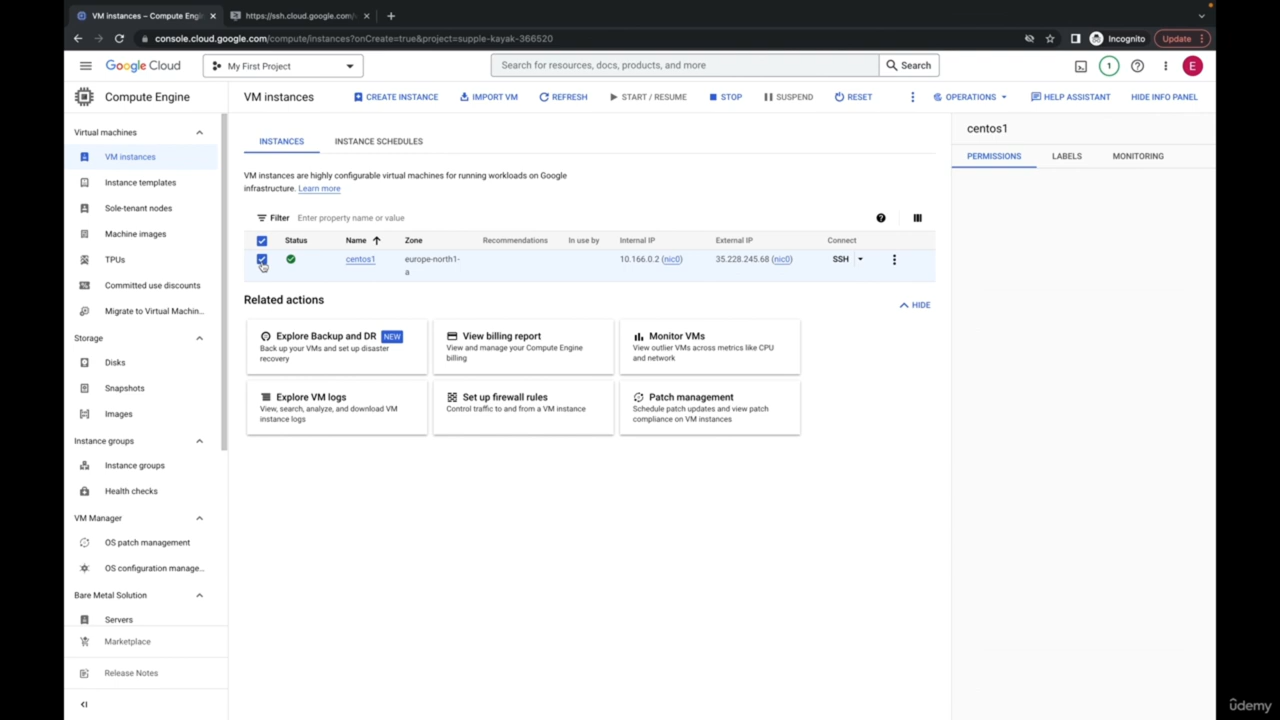 VM instances – Compute Engi
https://ssh.cloud.google.com/
console.cloud.google.com/compute/instances?onCreate=true&project=supple-kayak-366520
Incognito
Update
Google Cloud
My First Project
Search for resources, docs, products, and more
Search
1
E
Compute Engine
VM instances
CREATE INSTANCE
IMPORT VM
REFRESH
START / RESUME
STOP
SUSPEND
RESET
OPERATIONS
HELP ASSISTANT
HIDE INFO PANEL
Virtual machines
VM instances
Instance templates
Sole-tenant nodes
Machine images
TPUs
Committed use discounts
Migrate to Virtual Machin...
Storage
Disks
Snapshots
Images
Instance groups
Instance groups
Health checks
VM Manager
OS patch management
OS configuration manage...
Bare Metal Solution
Servers
Marketplace
Release Notes
INSTANCES
INSTANCE SCHEDULES
VM instances are highly configurable virtual machines for running workloads on Google
infrastructure. Learn more
Filter Enter property name or value
Status Name Zone Recommendations In use by Internal IP External IP Connect
centos1 europe-north1- 10.166.0.2 (nic0) 35.228.245.68 (nic0) SSH
a
Related actions
HIDE
Explore Backup and DR NEW
Back up your VMs and set up disaster
recovery
View billing report
View and manage your Compute Engine
billing
Monitor VMs
View outlier VMs across metrics like CPU
and network
Explore VM logs
View, search, analyze, and download VM
instance logs
Set up firewall rules
Control traffic to and from a VM instance
Patch management
Schedule patch updates and view patch
compliance on VM instances
centos1
PERMISSIONS
LABELS
MONITORING
ûdemy